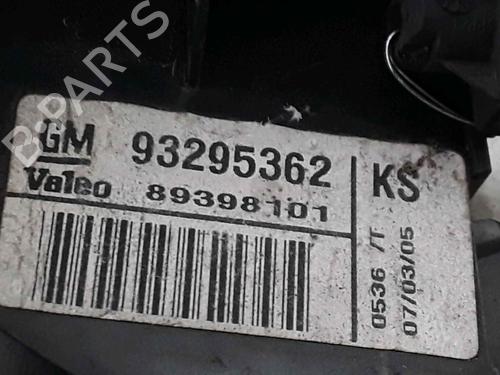 B-PARTS
GM 93295362
Valeo 89398101
KS
0536 /T
07/03/05